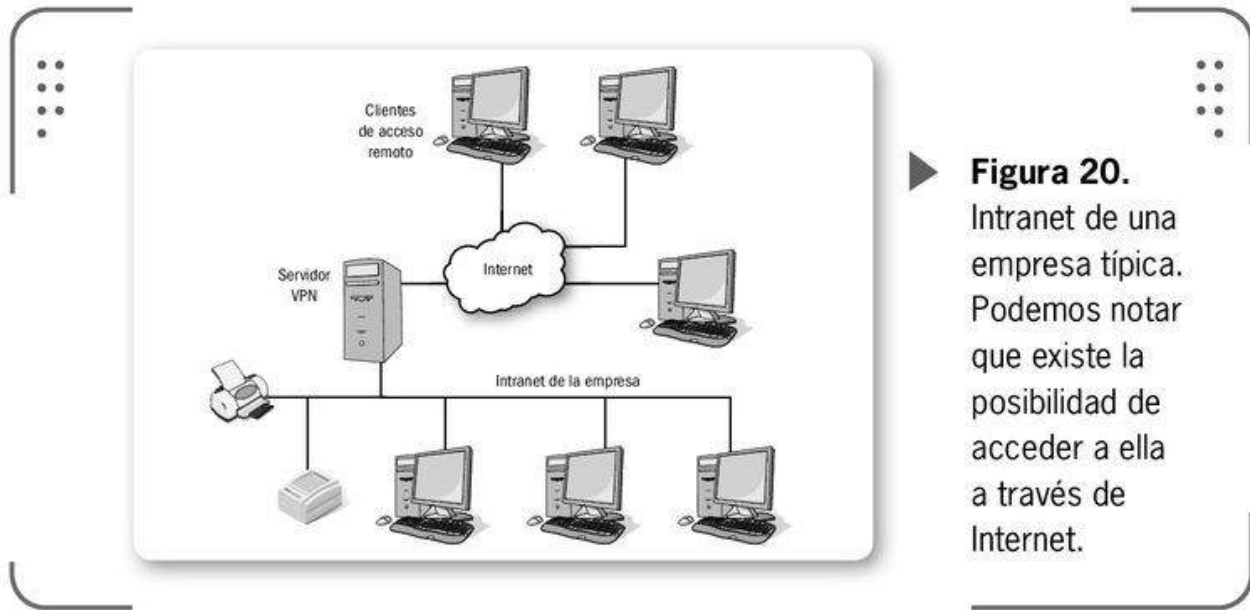 Clientes
de acceso
remoto
Internet
Servidor
VPN
Intranet de la empresa
Figura 20.
Intranet de una
empresa típica.
Podemos notar
que existe la
posibilidad de
acceder a ella
a través de
Internet.